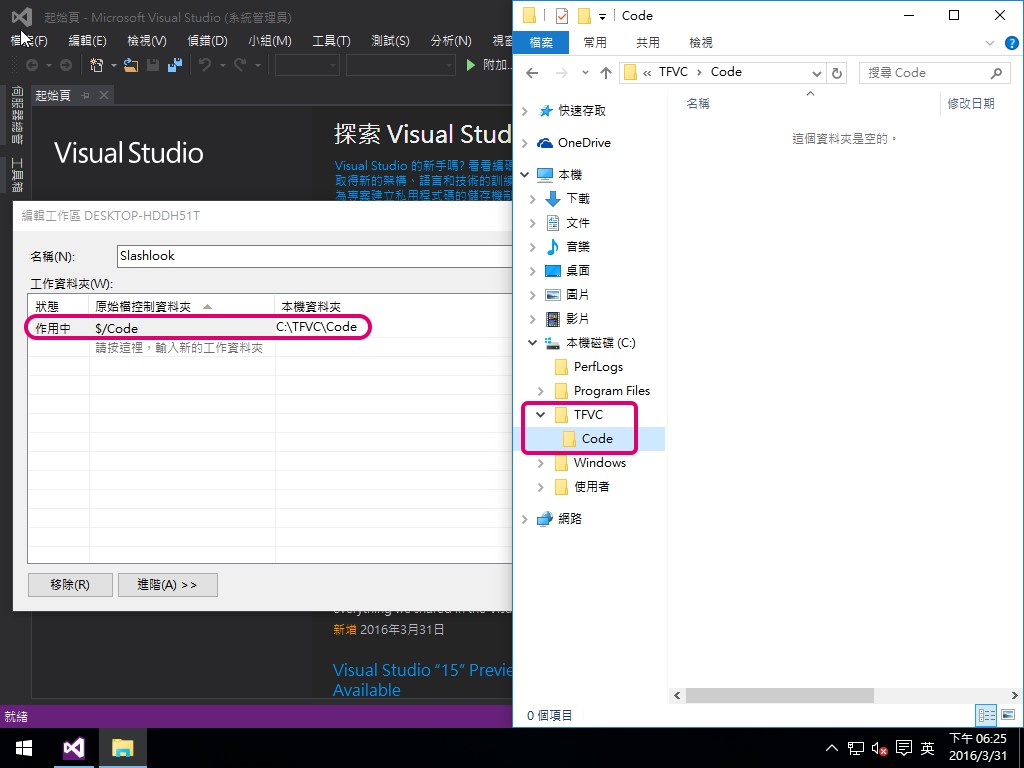 起始頁 - Microsoft Visual Studio (系統管理員)
檔案(F) 編輯(E) 檢視(V) 偵錯(D) 小組(M) 工具(T) 測試(S) 分析(N) 視窗
附加...
伺服器總管
工具箱
起始頁
Visual Studio
探索 Visual Stud
Visual Studio 的新手嗎? 看看編碼
取得新的架構、語言和技術的訓練
為專案建立私用程式碼的儲存機制
編輯工作區 DESKTOP-HDDH51T
名稱(N): Slashlook
工作資料夾(W):
狀態 原始檔控制資料夾 本機資料夾
作用中 $/Code C:\TFVC\Code
請按這裡，輸入新的工作資料夾
移除(R) 進階(A) >>
everything we shared in the Visu
新增 2016年3月31日
Visual Studio “15” Previe
Available
就緒
Code
檔案 常用 共用 檢視
« TFVC › Code
搜尋 Code
名稱 修改日期
這個資料夾是空的。
快速存取
OneDrive
本機
下載
文件
音樂
桌面
圖片
影片
本機磁碟 (C:)
PerfLogs
Program Files
TFVC
Code
Windows
使用者
網路
0 個項目
英
下午 06:25
2016/3/31